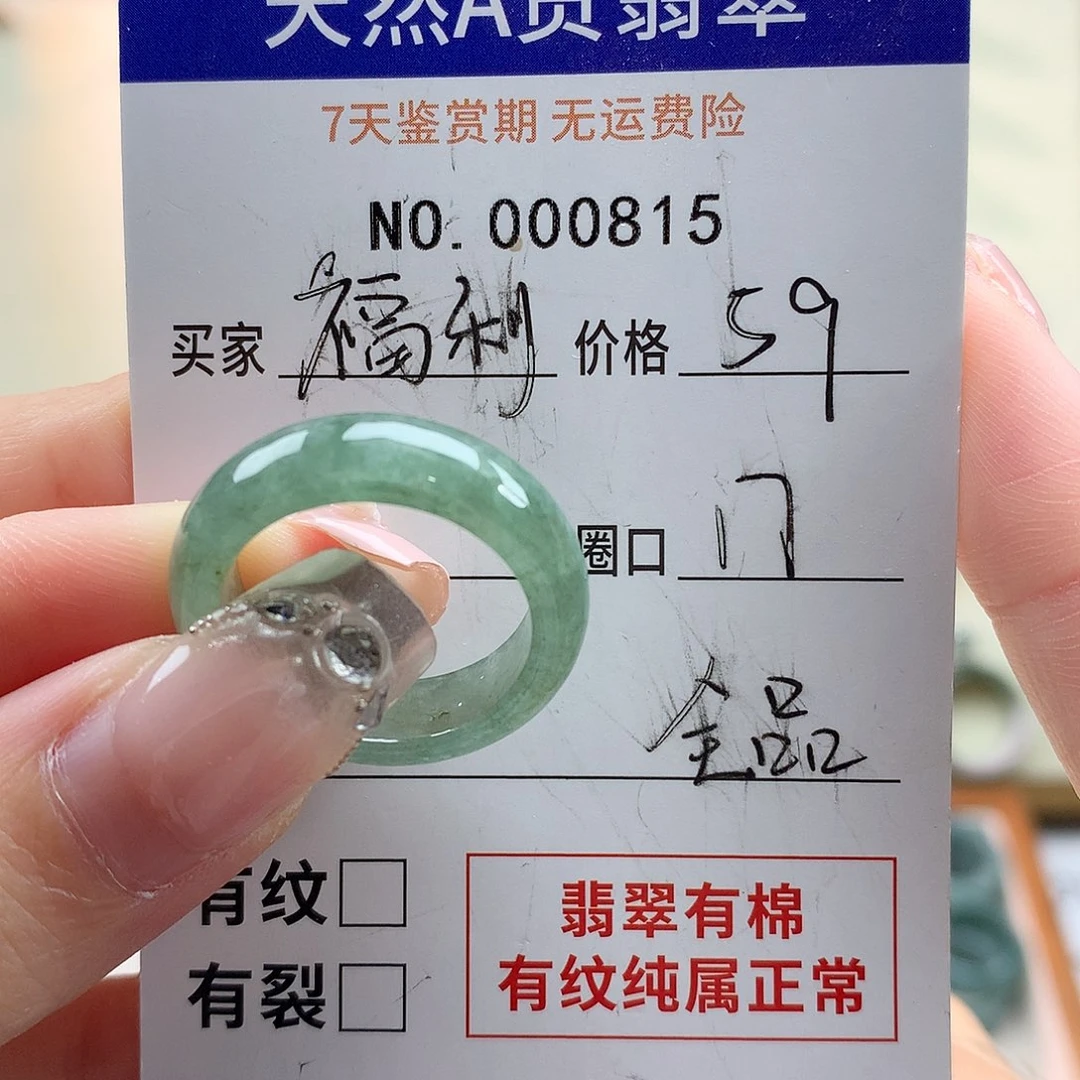 天然A货翡翠
7天鉴赏期 无运费险
NO. 000815
买家 福利 价格 59
圈口 17
全品
有纹
翡翠有棉
有裂
有纹纯属正常